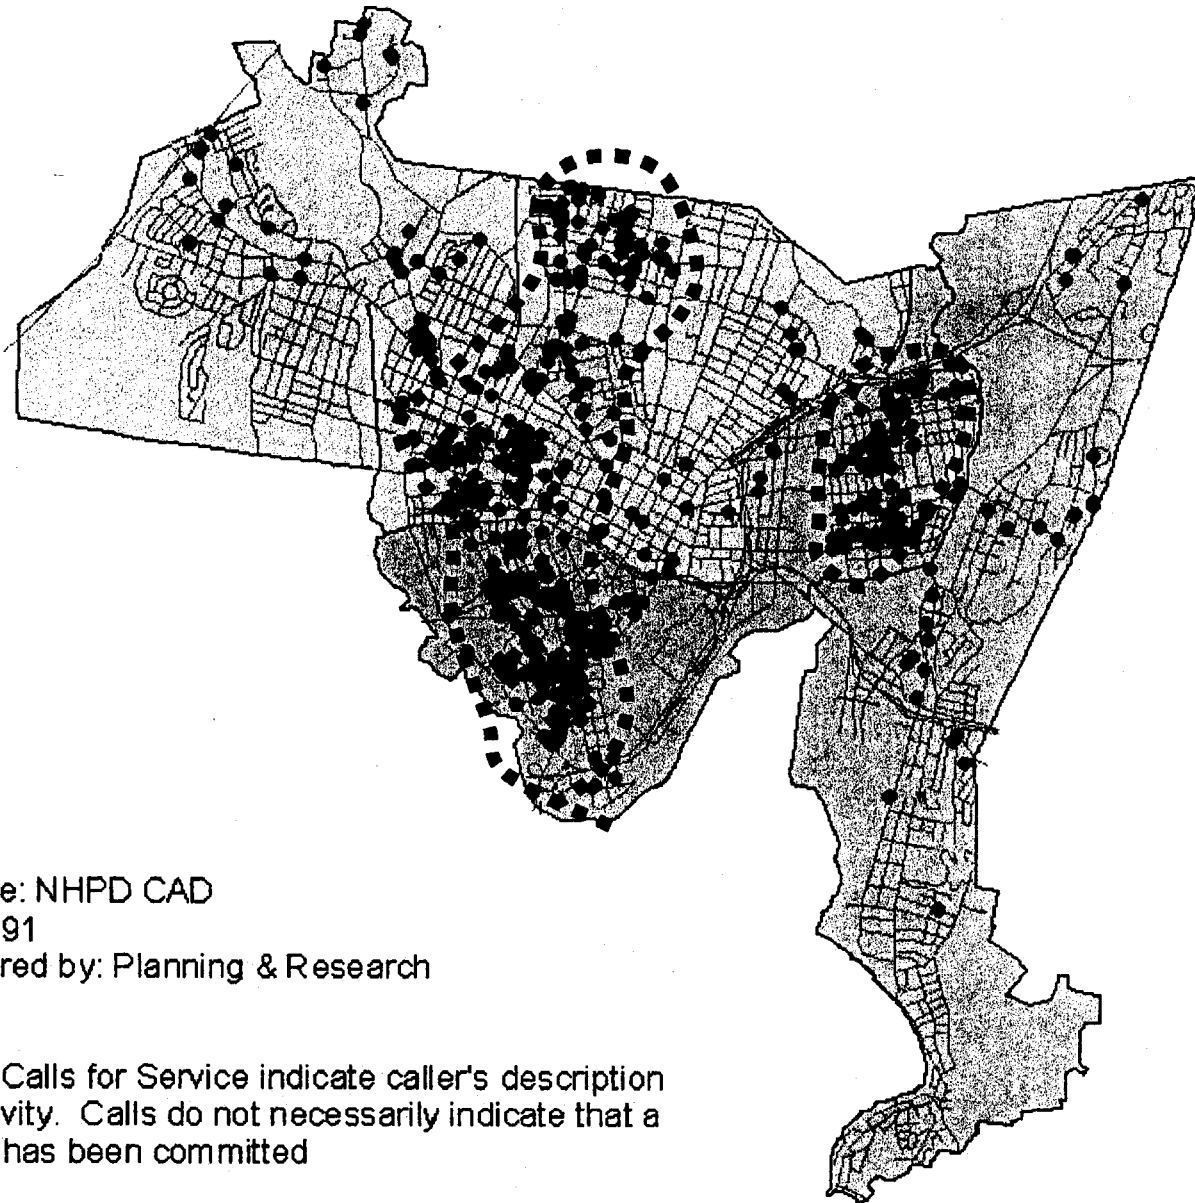 e: NHPD CAD
91
red by: Planning & Research
Calls for Service indicate caller's description
vity. Calls do not necessarily indicate that a
has been committed